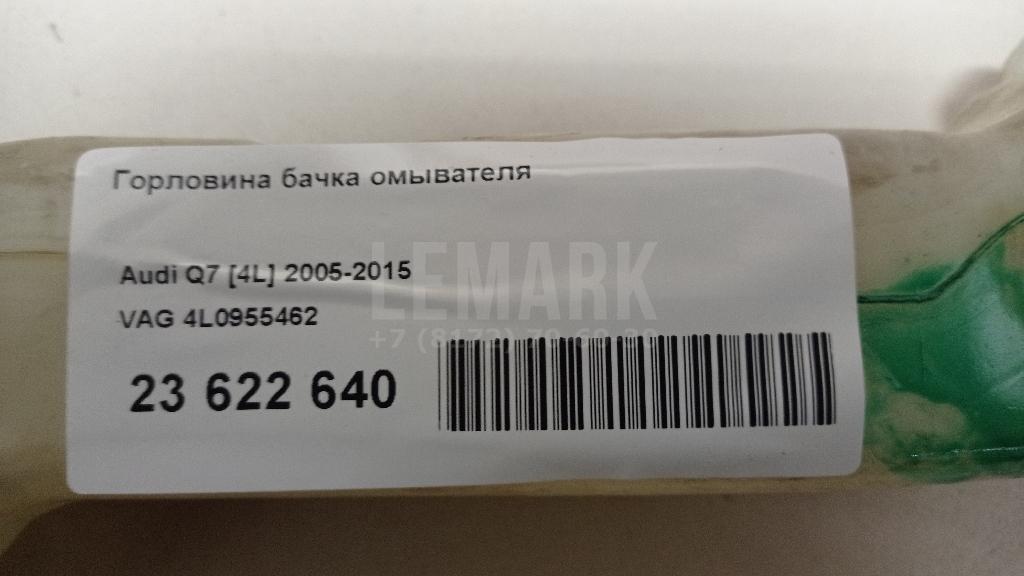 Горловина бачка омывателя
Audi Q7 [4L] 2005-2015
LEMARK
VAG 4L0955462
23 622 640